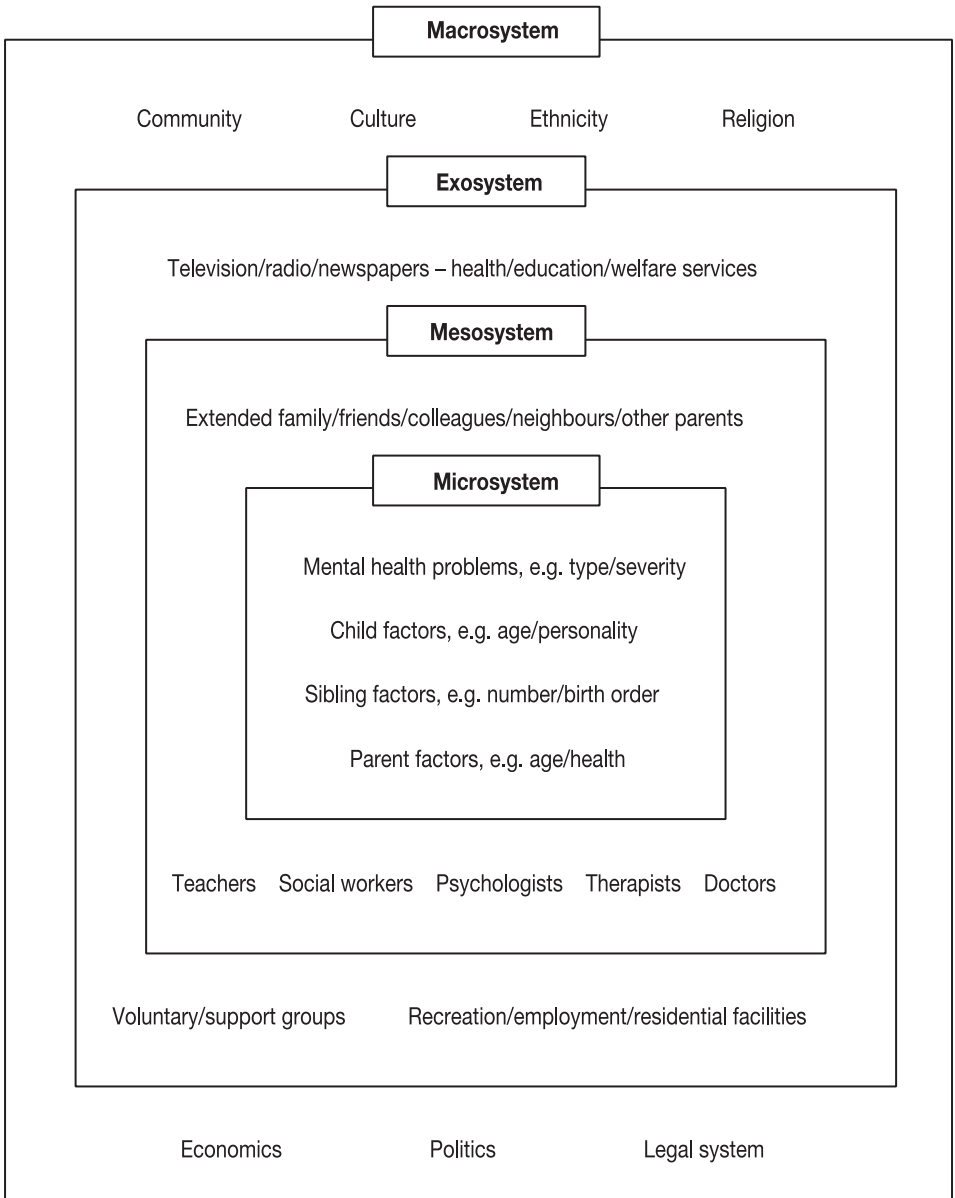 Macrosystem
Community Culture Ethnicity Religion
Exosystem
Television/radio/newspapers – health/education/welfare services
Mesosystem
Extended family/friends/colleagues/neighbours/other parents
Microsystem
Mental health problems, e.g. type/severity
Child factors, e.g. age/personality
Sibling factors, e.g. number/birth order
Parent factors, e.g. age/health
Teachers Social workers Psychologists Therapists Doctors
Voluntary/support groups Recreation/employment/residential facilities
Economics Politics Legal system